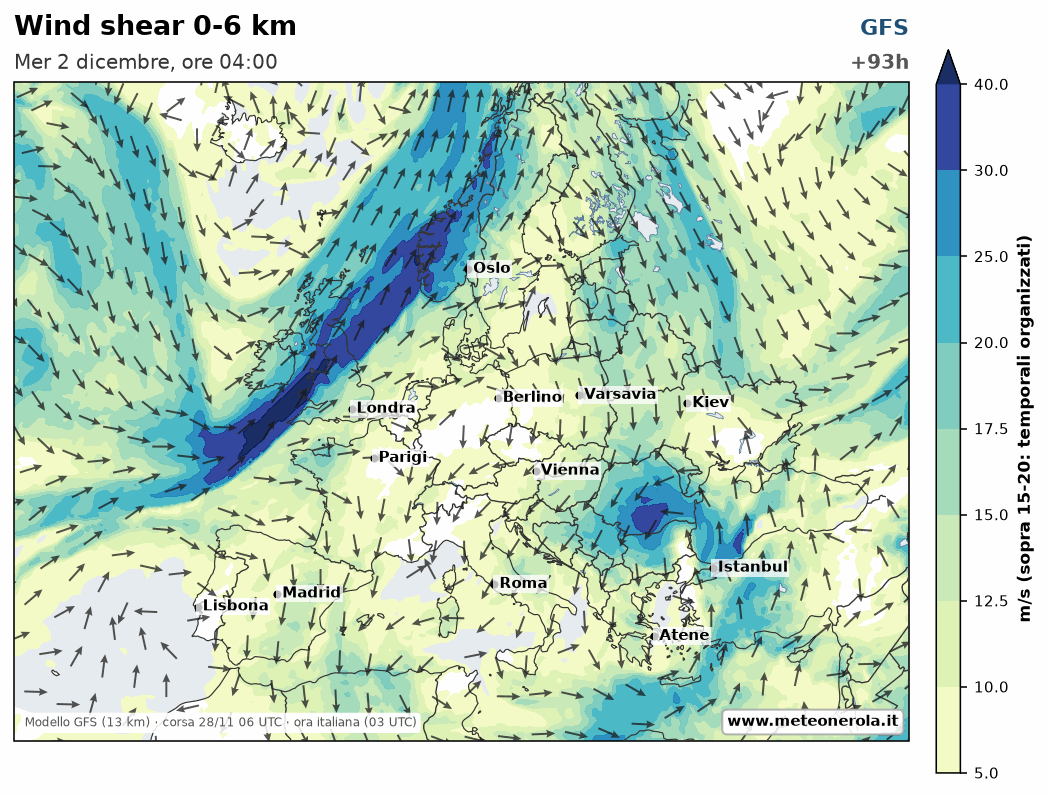 Wind shear 0-6 km
GFS
Mer 2 dicembre, ore 04:00
+93h
40.0
30.0
25.0
20.0
17.5
15.0
12.5
10.0
5.0
m/s (sopra 15-20: temporali organizzati)
Oslo
Berlino
Varsavia
Kiev
Londra
Parigi
Vienna
Istanbul
Roma
Madrid
Lisbona
Atene
Modello GFS (13 km) · corsa 28/11 06 UTC · ora italiana (03 UTC)
www.meteonerola.it